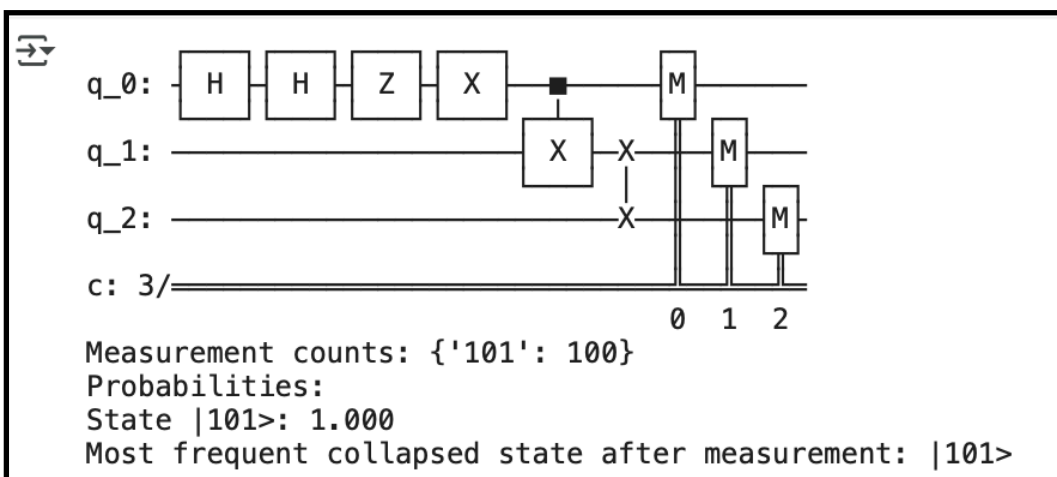 q_0: H H Z X ■ M
q_1: X X M
q_2: X M
c: 3/
0 1 2
Measurement counts: {'101': 100}
Probabilities:
State |101>: 1.000
Most frequent collapsed state after measurement: |101>